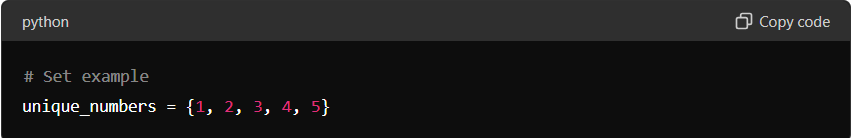 python
Copy code
# Set example
unique_numbers = {1, 2, 3, 4, 5}